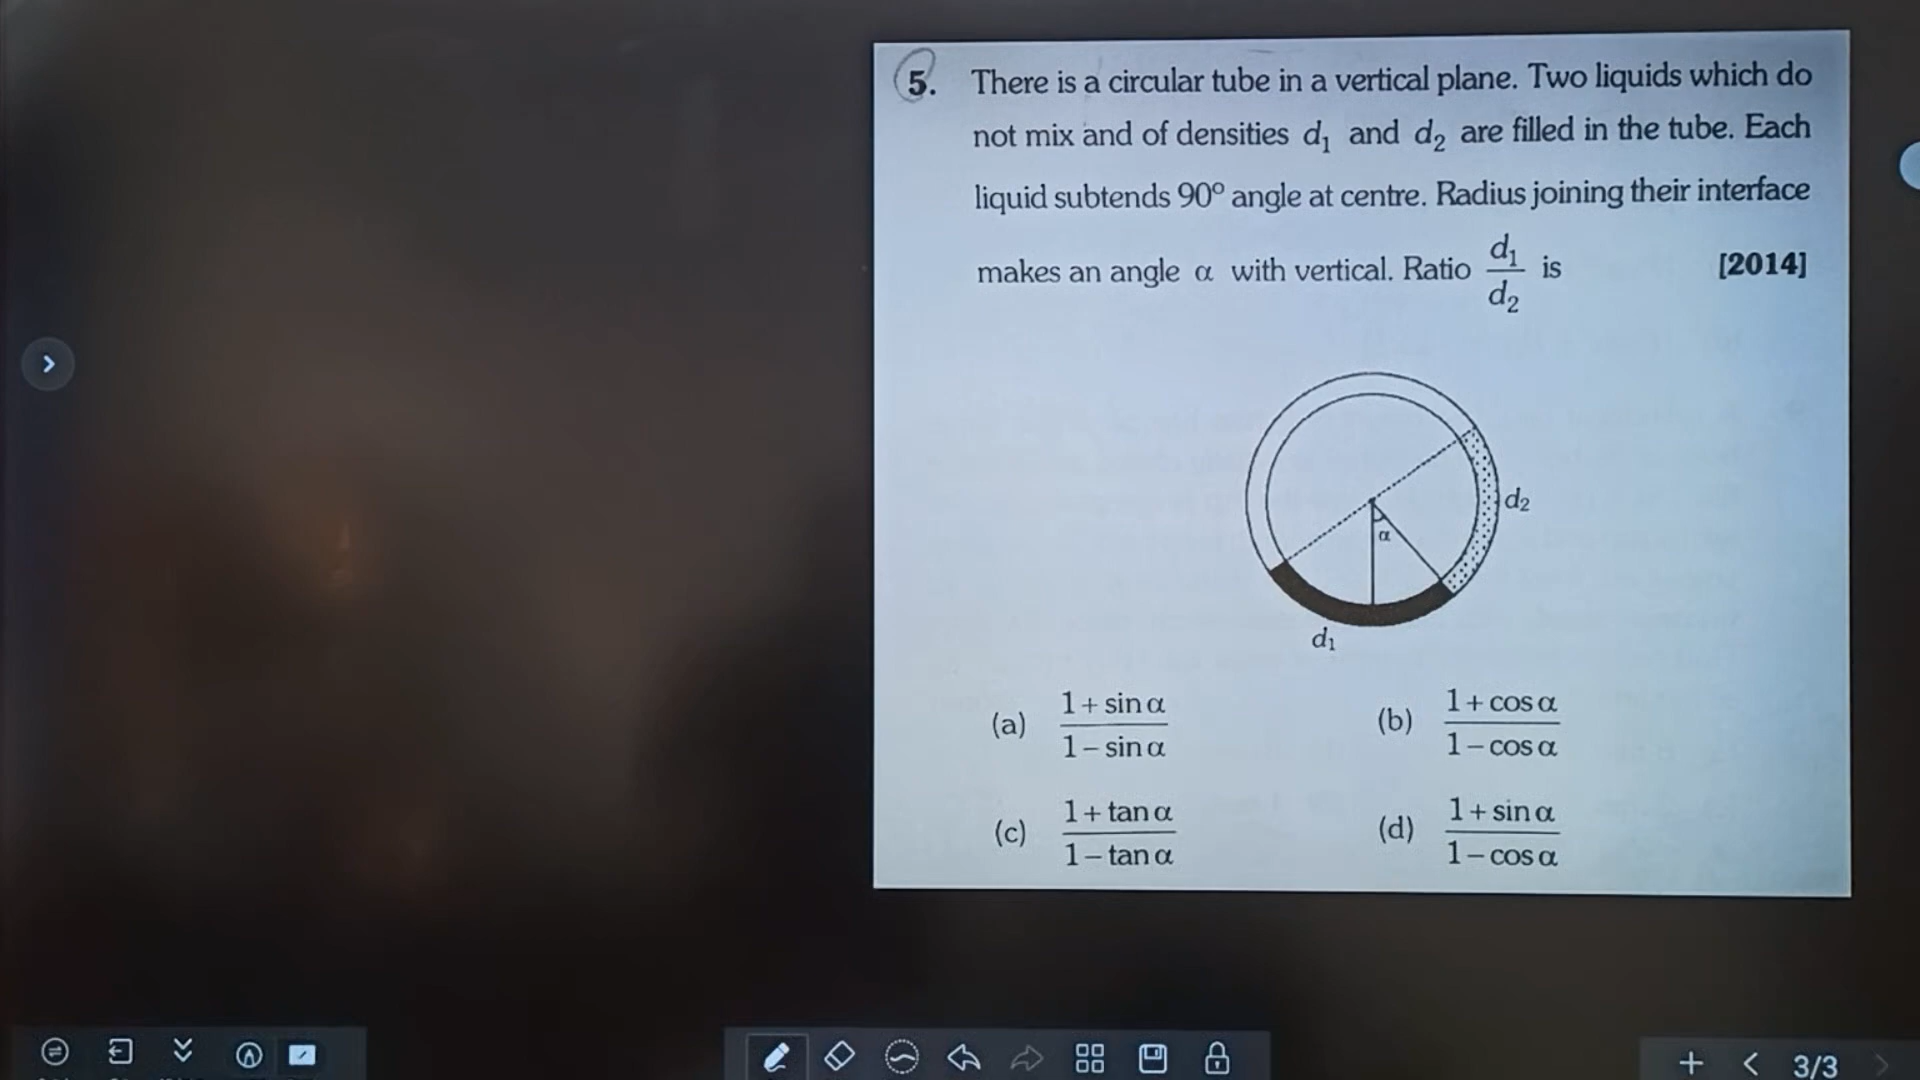 5. There is a circular tube in a vertical plane. Two liquids which do
not mix and of densities d₁ and d₂ are filled in the tube. Each
liquid subtends 90° angle at centre. Radius joining their interface
makes an angle α with vertical. Ratio d₁/d₂ is [2014]
d₂
α
d₁
(a) (1 + sin α)/(1 – sin α) (b) (1 + cos α)/(1 – cos α)
(c) (1 + tan α)/(1 – tan α) (d) (1 + sin α)/(1 – cos α)
3/3